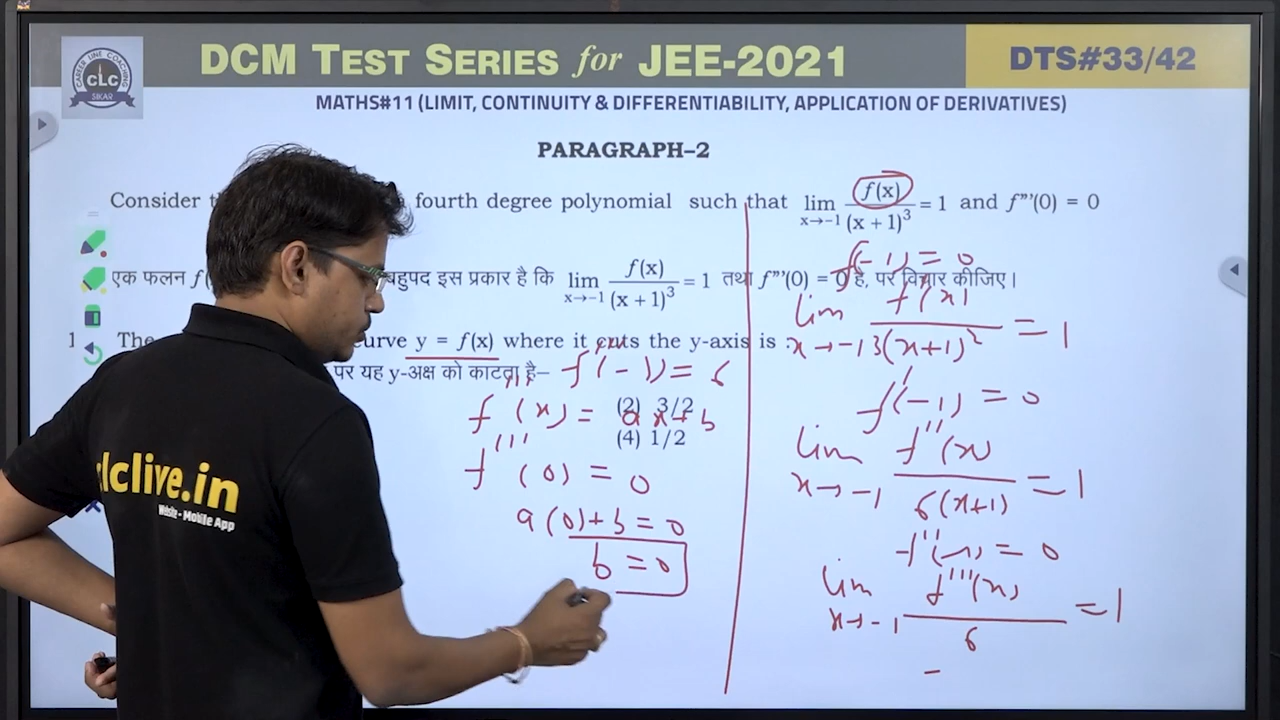 CAREER LINE COACHING
CLC
SIKAR
DCM TEST SERIES for JEE-2021
DTS#33/42
MATHS#11 (LIMIT, CONTINUITY & DIFFERENTIABILITY, APPLICATION OF DERIVATIVES)
PARAGRAPH–2
Consider fourth degree polynomial such that lim x→−1 f(x)/(x + 1)³ = 1 and f'''(0) = 0
f(-1) = 0
एक फलन बहुपद इस प्रकार है कि lim x→−1 f(x)/(x + 1)³ = 1 तथा f'''(0) = 0 है, पर विचार कीजिए।
lim x→-1 f'(x)/3(x+1)² = 1
1 The curve y = f(x) where it cuts the y-axis is
पर यह y-अक्ष को काटता है–
f'''(-1) = 6
f'(-1) = 0
(2) 3/2
f'''(x) = ax+b
(4) 1/2
lim x→-1 f''(x)/6(x+1) = 1
f'''(0) = 0
a(0)+b = 0
b = 0
f''(-1) = 0
lim x→-1 f'''(x)/6 = 1
clclive.in
Website - Mobile App